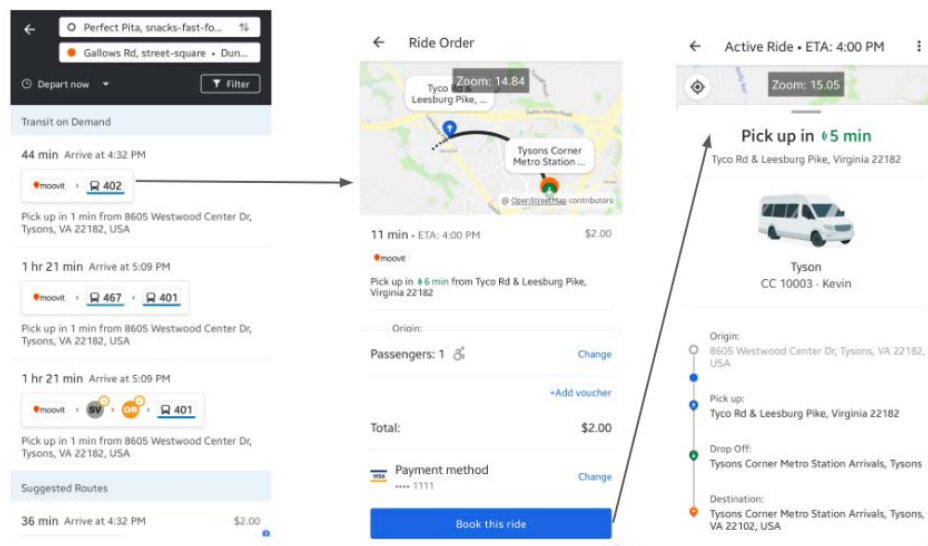 Perfect Pita, snacks-fast-fo...
Gallows Rd, street-square • Dun...
Depart now
Filter
Transit on Demand
44 min Arrive at 4:32 PM
moovit › 402
Pick up in 1 min from 8605 Westwood Center Dr,
Tysons, VA 22182, USA
1 hr 21 min Arrive at 5:09 PM
moovit › 467 › 401
Pick up in 1 min from 8605 Westwood Center Dr,
Tysons, VA 22182, USA
1 hr 21 min Arrive at 5:09 PM
moovit › SV › OR › 401
Pick up in 1 min from 8605 Westwood Center Dr,
Tysons, VA 22182, USA
Suggested Routes
36 min Arrive at 4:32 PM $2.00
Ride Order
Zoom: 14.84
Tyco Rd &
Leesburg Pike, ...
Tysons Corner
Metro Station ...
@ OpenStreetMap contributors
11 min • ETA: 4:00 PM $2.00
moovit
Pick up in 6 min from Tyco Rd & Leesburg Pike,
Virginia 22182
Origin:
Passengers: 1 Change
+Add voucher
Total: $2.00
VISA Payment method
•••• 1111 Change
Book this ride
Active Ride • ETA: 4:00 PM
Zoom: 15.05
Pick up in 5 min
Tyco Rd & Leesburg Pike, Virginia 22182
Tyson
CC 10003 - Kevin
Origin:
8605 Westwood Center Dr, Tysons, VA 22182,
USA
Pick up:
Tyco Rd & Leesburg Pike, Virginia 22182
Drop Off:
Tysons Corner Metro Station Arrivals, Tysons
Destination:
Tysons Corner Metro Station Arrivals, Tysons,
VA 22102, USA